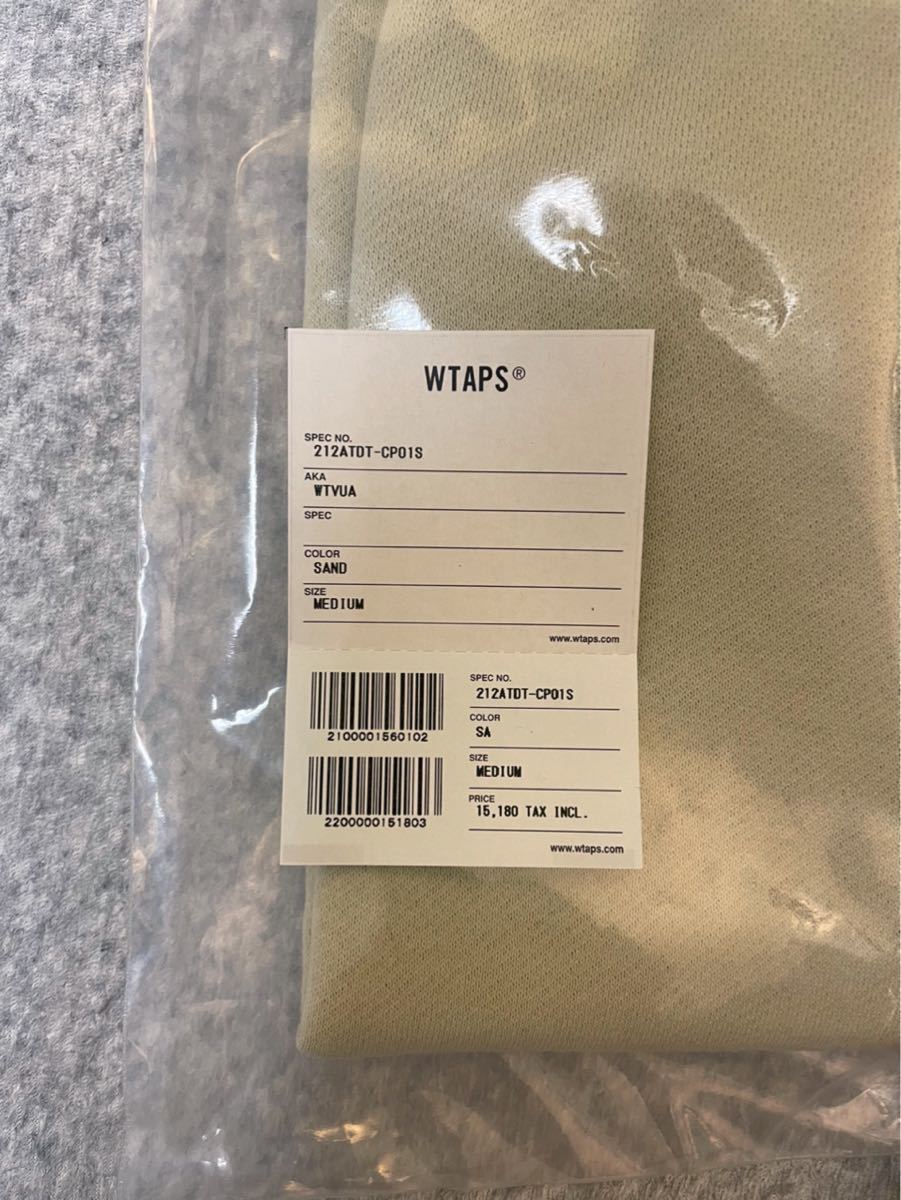 WTAPS®
SPEC NO.
212ATDT-CP01S
AKA
WTVUA
SPEC
COLOR
SAND
SIZE
MEDIUM
www.wtaps.com
2100001560102
2200000151803
SPEC NO.
212ATDT-CP01S
COLOR
SA
SIZE
MEDIUM
PRICE
15,180 TAX INCL.
www.wtaps.com